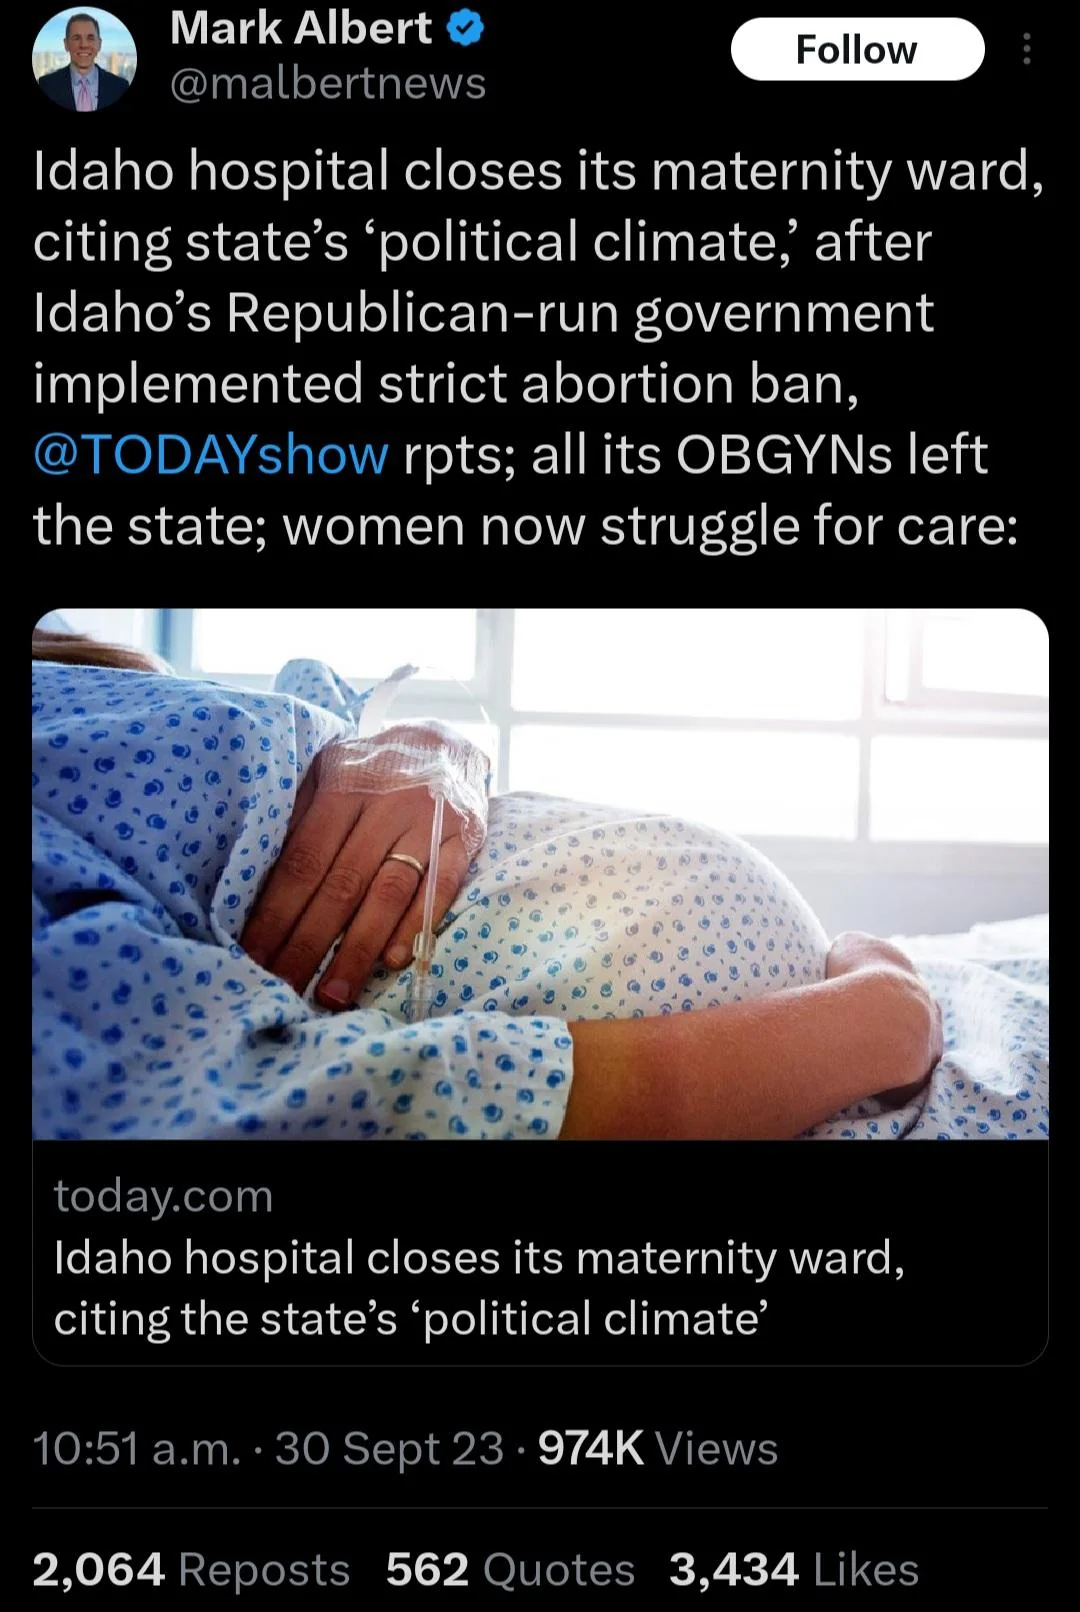 Mark Albert
Follow
@malbertnews
Idaho hospital closes its maternity ward,
citing state’s ‘political climate,’ after
Idaho’s Republican-run government
implemented strict abortion ban,
@TODAYshow rpts; all its OBGYNs left
the state; women now struggle for care:
today.com
Idaho hospital closes its maternity ward,
citing the state’s ‘political climate’
10:51 a.m. · 30 Sept 23 · 974K Views
2,064 Reposts 562 Quotes 3,434 Likes